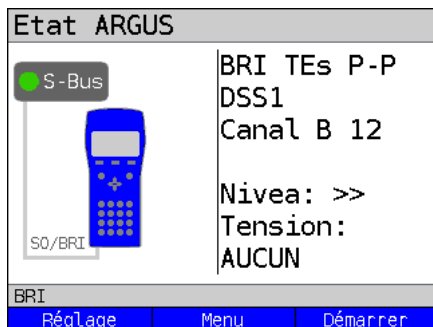 Etat ARGUS
S-Bus
S0/BRI
BRI TEs P-P
DSS1
Canal B 12
Nivea: >>
Tension:
AUCUN
BRI
Réglage Menu Démarrer